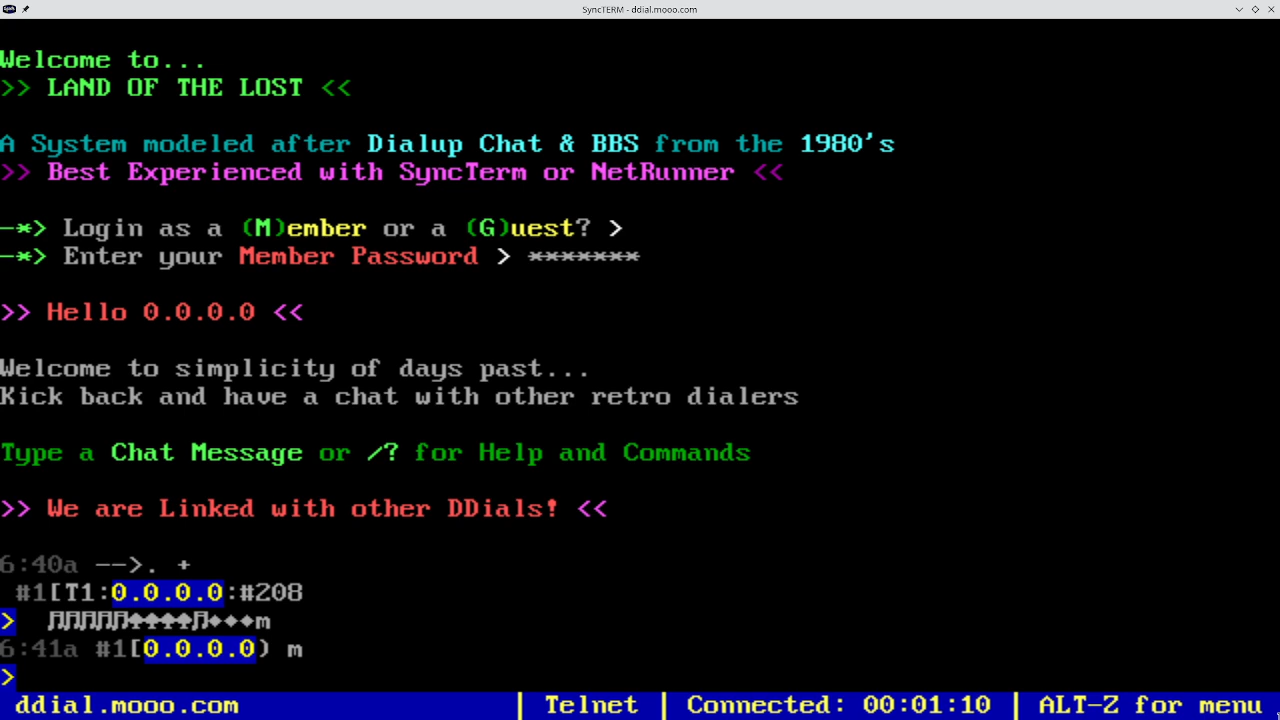 SyncTERM - ddial.mooo.com
Welcome to...
>> LAND OF THE LOST <<
A System modeled after Dialup Chat & BBS from the 1980's
>> Best Experienced with SyncTerm or NetRunner <<
-*> Login as a (M)ember or a (G)uest? >
-*> Enter your Member Password > *******
>> Hello 0.0.0.0 <<
Welcome to simplicity of days past...
Kick back and have a chat with other retro dialers
Type a Chat Message or /? for Help and Commands
>> We are Linked with other DDials! <<
6:40a -->. +
#1[T1:0.0.0.0:#208
> ♫♫♫♫♫♠♠♠♠♫♦♦♦m
6:41a #1[0.0.0.0) m
>
ddial.mooo.com | Telnet | Connected: 00:01:10 | ALT-Z for menu